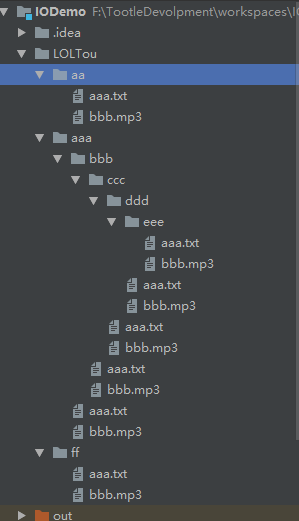 IODemo F:\TootleDevolpment\workspaces\IC
.idea
LOLTou
aa
aaa.txt
bbb.mp3
aaa
bbb
ccc
ddd
eee
aaa.txt
bbb.mp3
aaa.txt
bbb.mp3
aaa.txt
bbb.mp3
aaa.txt
bbb.mp3
aaa.txt
bbb.mp3
ff
aaa.txt
bbb.mp3
out